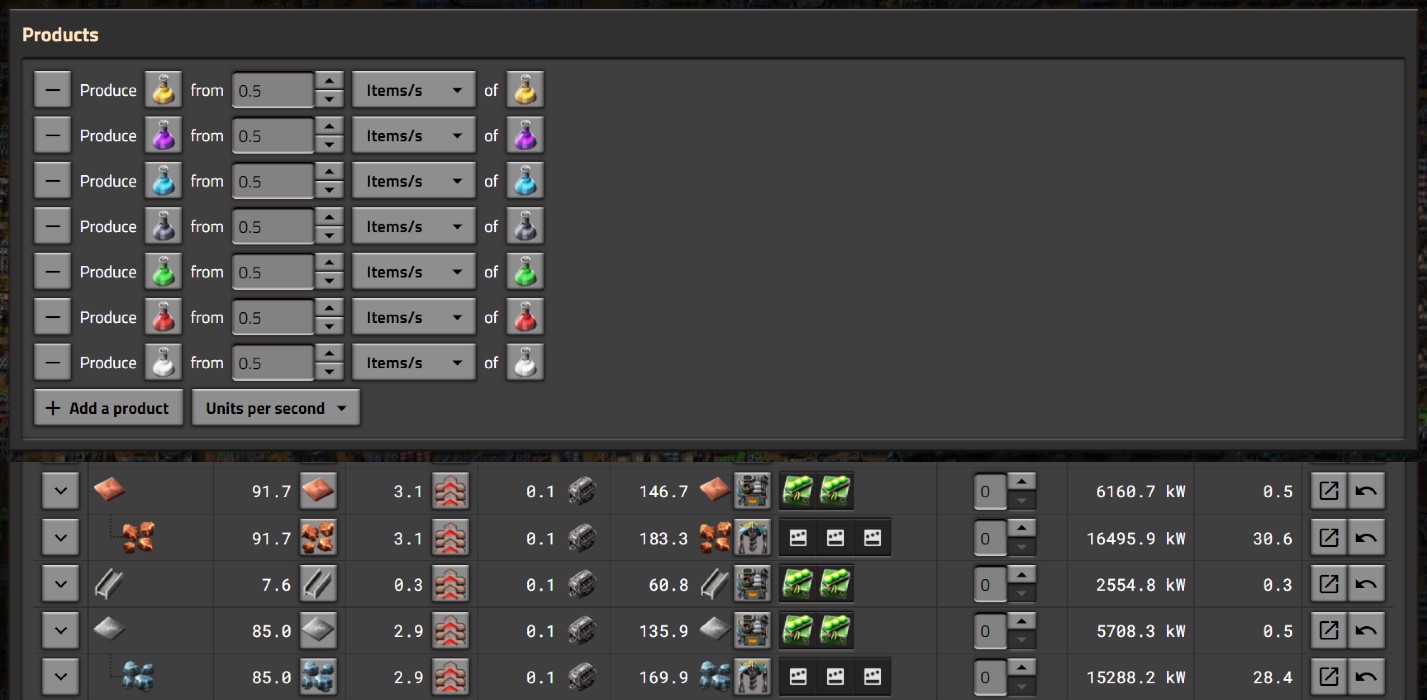 Products
Produce from 0.5 Items/s of
Produce from 0.5 Items/s of
Produce from 0.5 Items/s of
Produce from 0.5 Items/s of
Produce from 0.5 Items/s of
Produce from 0.5 Items/s of
Produce from 0.5 Items/s of
+ Add a product Units per second
91.7 3.1 0.1 146.7 0 6160.7 kW 0.5
91.7 3.1 0.1 183.3 0 16495.9 kW 30.6
7.6 0.3 0.1 60.8 0 2554.8 kW 0.3
85.0 2.9 0.1 135.9 0 5708.3 kW 0.5
85.0 2.9 0.1 169.9 0 15288.2 kW 28.4